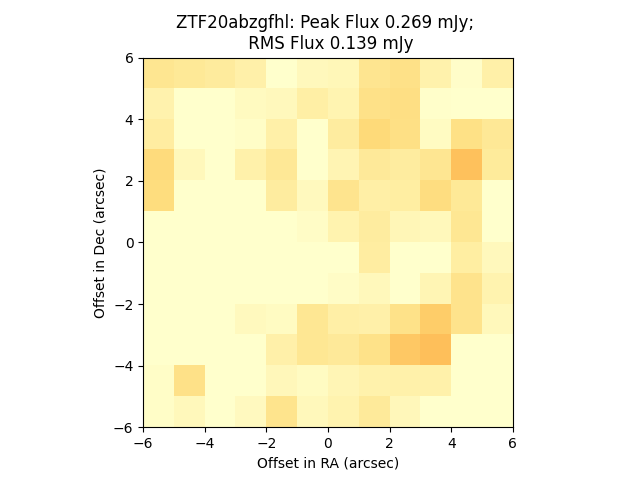 ZTF20abzgfhl: Peak Flux 0.269 mJy;
RMS Flux 0.139 mJy
6
4
2
0
−2
−4
−6
Offset in Dec (arcsec)
−6 −4 −2 0 2 4 6
Offset in RA (arcsec)